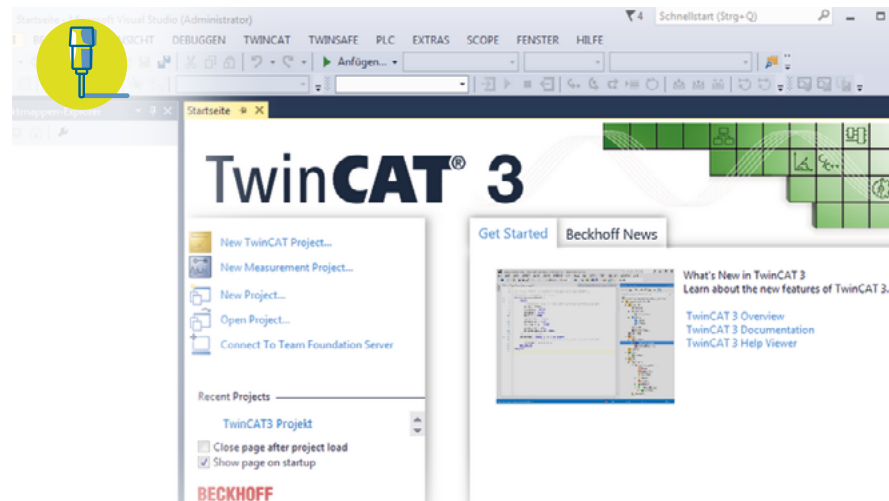 Startseite - Microsoft Visual Studio (Administrator)
4 Schnellstart (Strg+Q)
ANSICHT DEBUGGEN TWINCAT TWINSAFE PLC EXTRAS SCOPE FENSTER HILFE
Anfügen...
Startseite
TwinCAT® 3
New TwinCAT Project...
New Measurement Project...
New Project...
Open Project...
Connect To Team Foundation Server
Recent Projects
TwinCAT3 Projekt
Close page after project load
Show page on startup
BECKHOFF
Get Started Beckhoff News
What's New in TwinCAT 3
Learn about the new features of TwinCAT 3.
TwinCAT 3 Overview
TwinCAT 3 Documentation
TwinCAT 3 Help Viewer